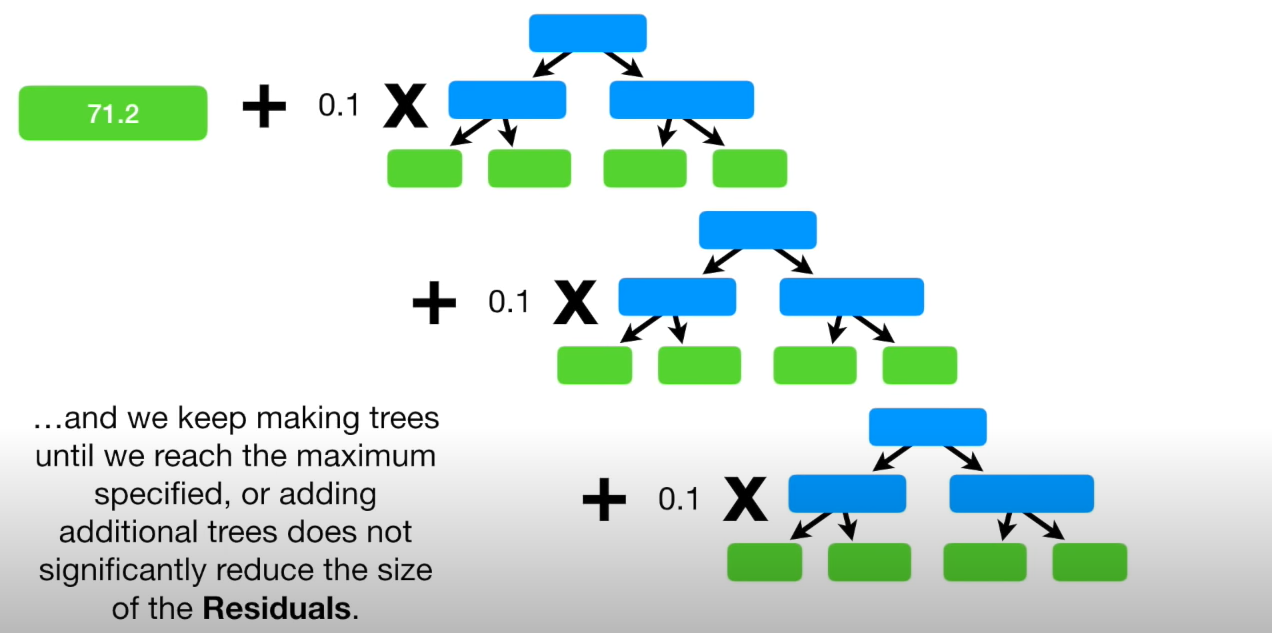 71.2 + 0.1 X
+ 0.1 X
+ 0.1 X
…and we keep making trees
until we reach the maximum
specified, or adding
additional trees does not
significantly reduce the size
of the Residuals.